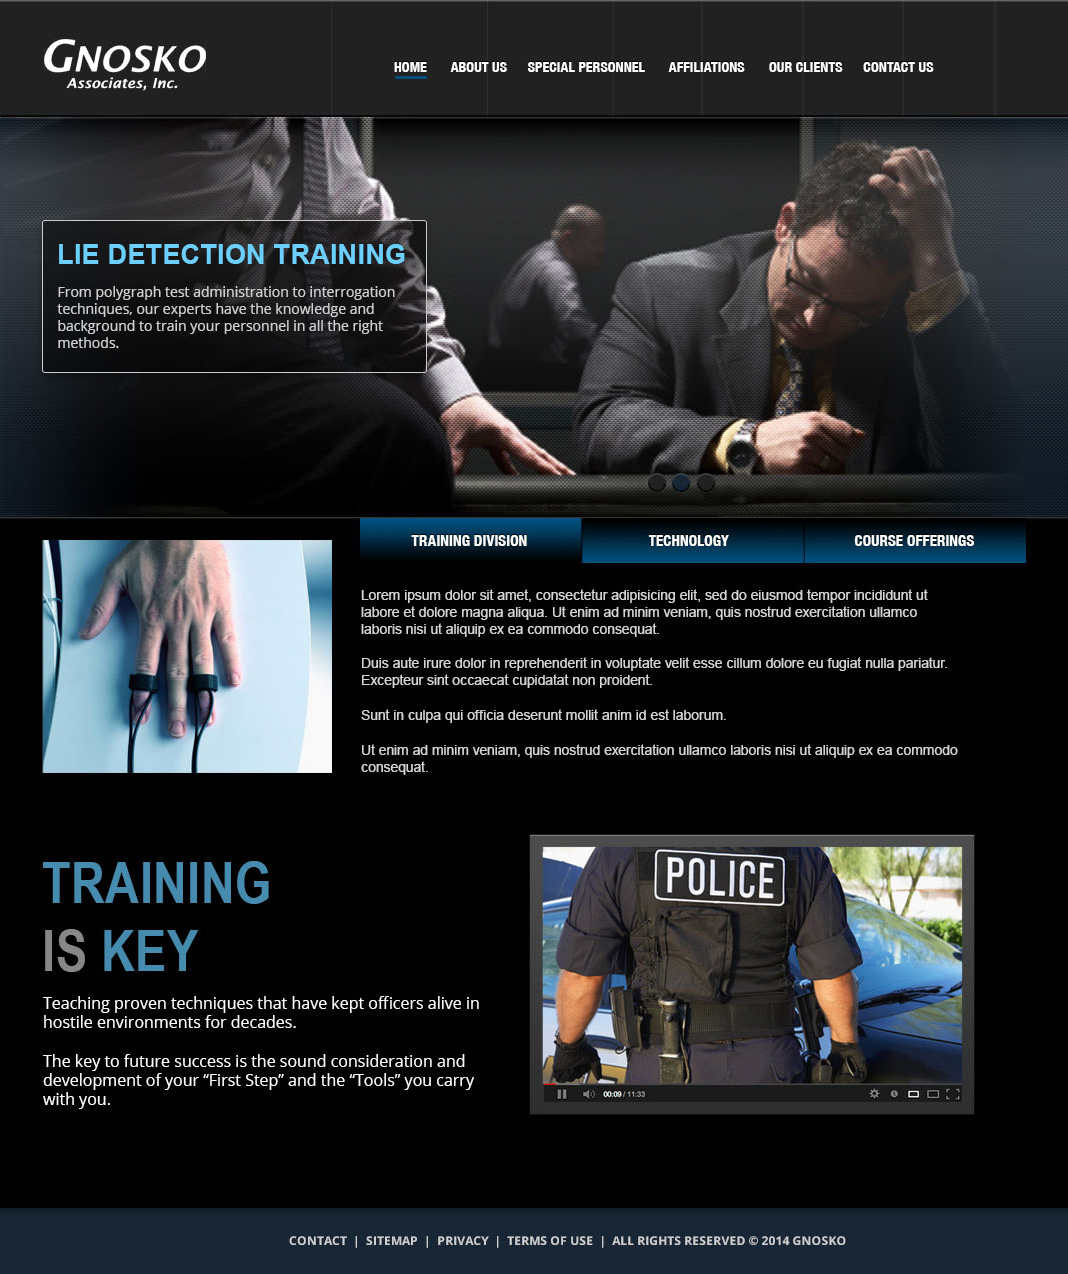 GNOSKO
Associates, Inc.
HOME ABOUT US SPECIAL PERSONNEL AFFILIATIONS OUR CLIENTS CONTACT US
LIE DETECTION TRAINING
From polygraph test administration to interrogation
techniques, our experts have the knowledge and
background to train your personnel in all the right
methods.
TRAINING DIVISION TECHNOLOGY COURSE OFFERINGS
Lorem ipsum dolor sit amet, consectetur adipisicing elit, sed do eiusmod tempor incididunt ut
labore et dolore magna aliqua. Ut enim ad minim veniam, quis nostrud exercitation ullamco
laboris nisi ut aliquip ex ea commodo consequat.
Duis aute irure dolor in reprehenderit in voluptate velit esse cillum dolore eu fugiat nulla pariatur.
Excepteur sint occaecat cupidatat non proident.
Sunt in culpa qui officia deserunt mollit anim id est laborum.
Ut enim ad minim veniam, quis nostrud exercitation ullamco laboris nisi ut aliquip ex ea commodo
consequat.
TRAINING
IS KEY
Teaching proven techniques that have kept officers alive in
hostile environments for decades.
The key to future success is the sound consideration and
development of your “First Step” and the “Tools” you carry
with you.
POLICE
00:09 / 11:33
CONTACT | SITEMAP | PRIVACY | TERMS OF USE | ALL RIGHTS RESERVED © 2014 GNOSKO